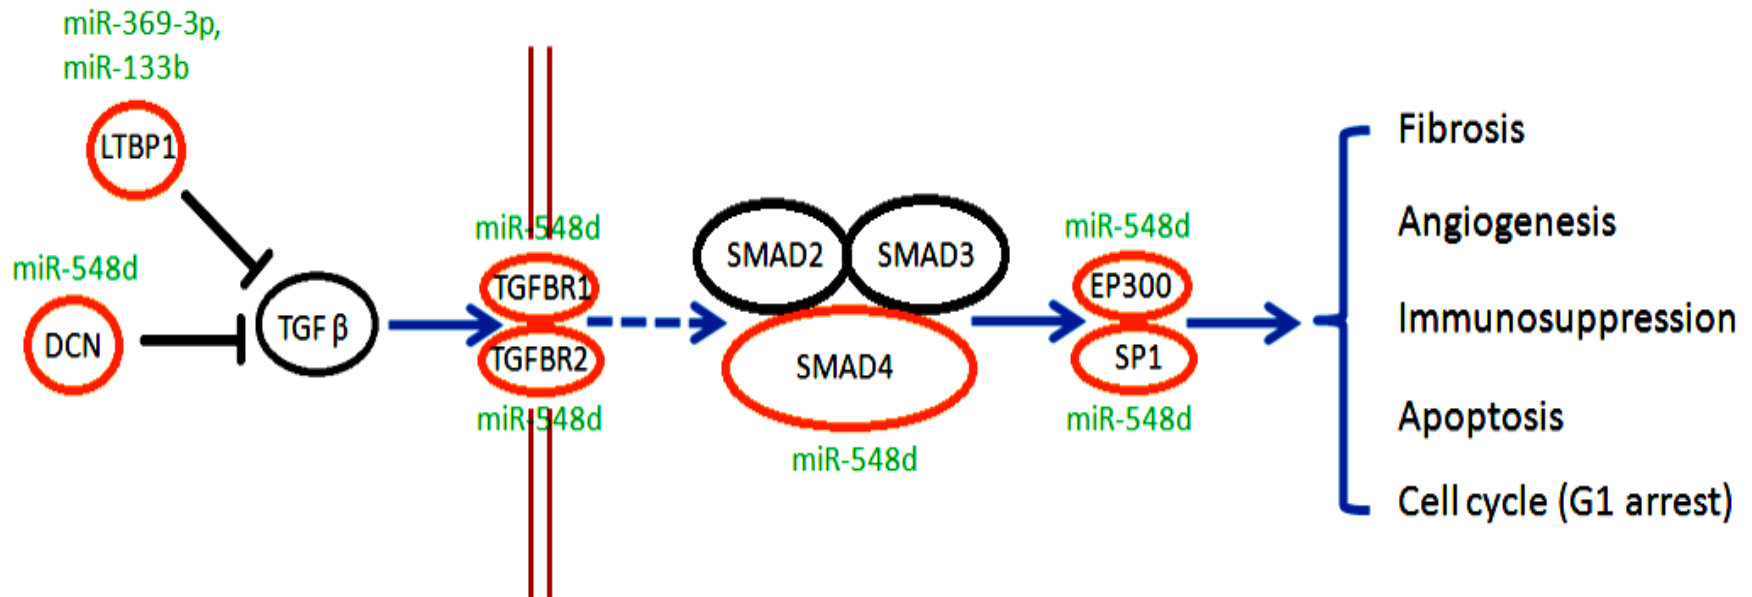 miR-369-3p,
miR-133b
LTBP1
miR-548d
DCN
TGF β
miR-548d
TGFBR1
TGFBR2
miR-548d
SMAD2
SMAD3
SMAD4
miR-548d
miR-548d
EP300
SP1
miR-548d
Fibrosis
Angiogenesis
Immunosuppression
Apoptosis
Cell cycle (G1 arrest)